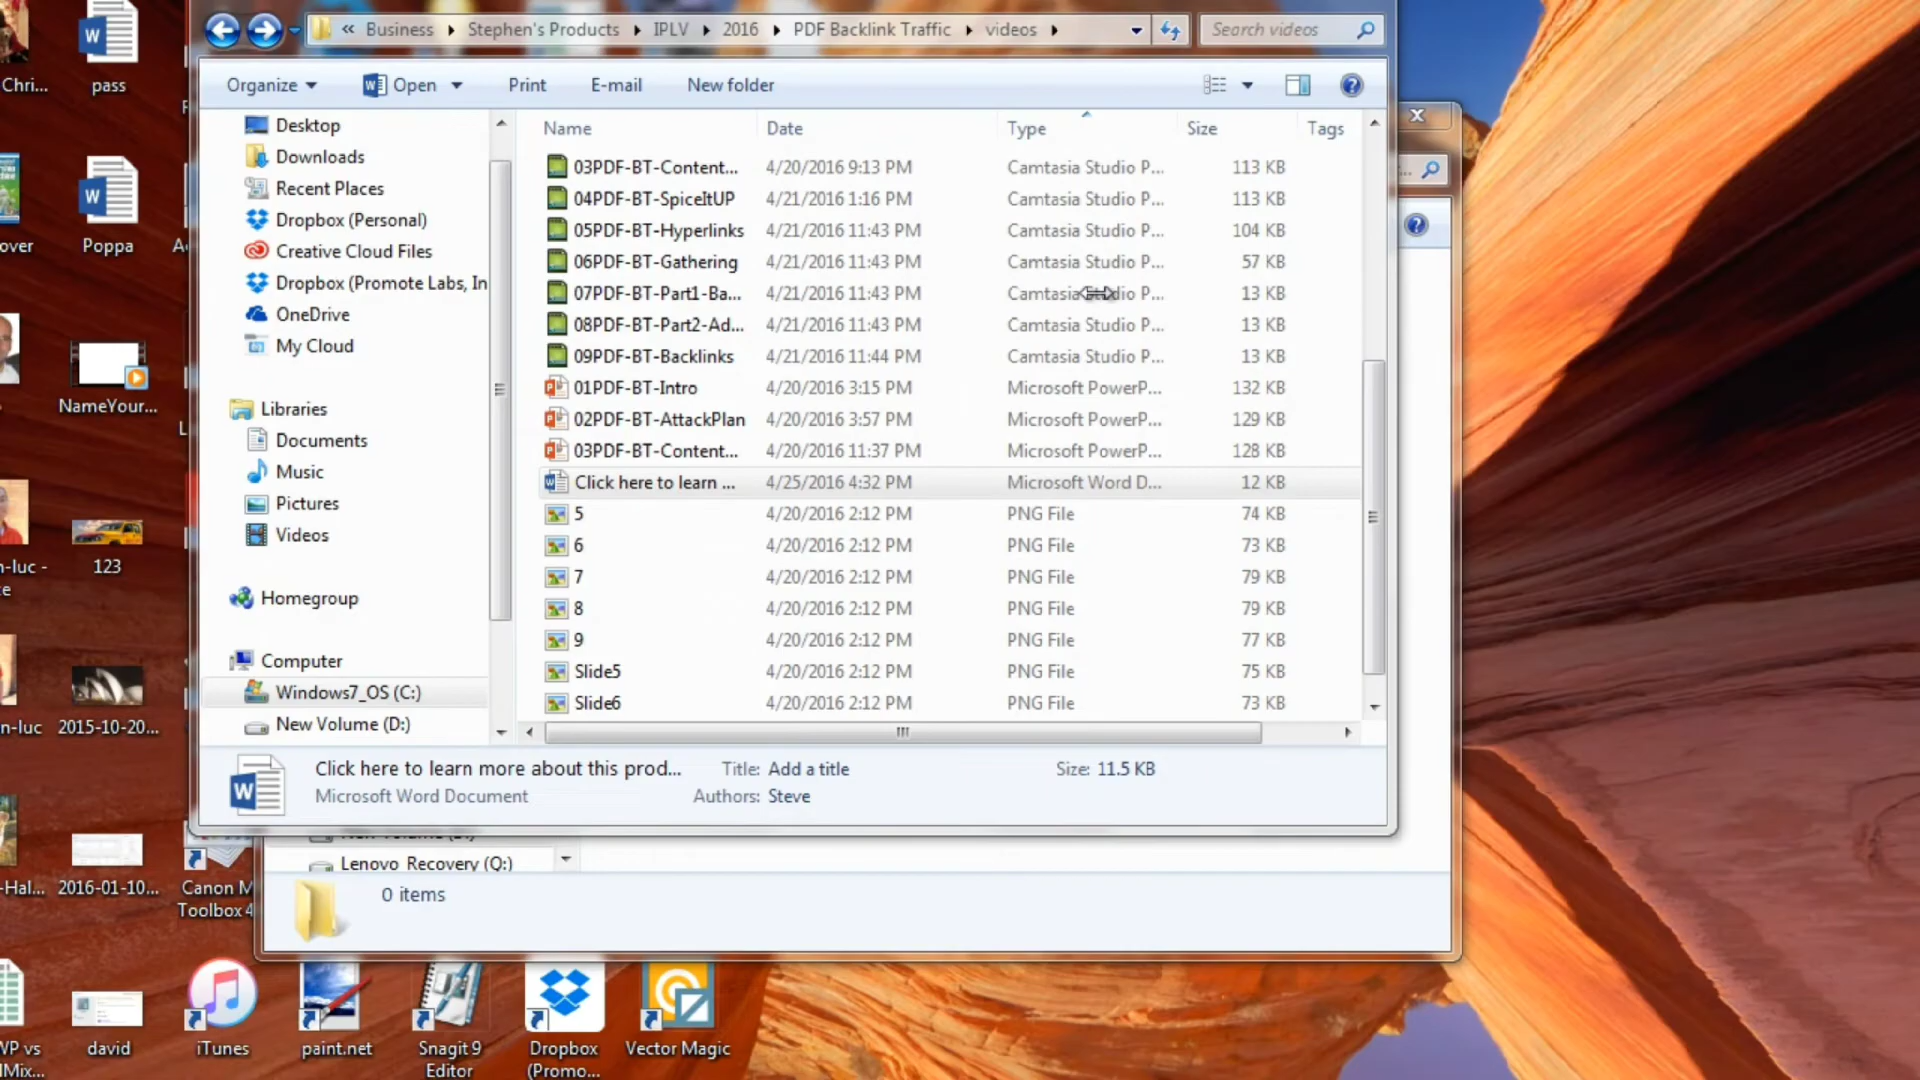 « Business ▸ Stephen's Products ▸ IPLV ▸ 2016 ▸ PDF Backlink Traffic ▸ videos ▸
Search videos
Organize
Open
Print
E-mail
New folder
Desktop
Downloads
Recent Places
Dropbox (Personal)
Creative Cloud Files
Dropbox (Promote Labs, In
OneDrive
My Cloud
Libraries
Documents
Music
Pictures
Videos
Homegroup
Computer
Windows7_OS (C:)
New Volume (D:)
Name Date Type Size Tags
03PDF-BT-Content... 4/20/2016 9:13 PM Camtasia Studio P... 113 KB
04PDF-BT-SpiceItUP 4/21/2016 1:16 PM Camtasia Studio P... 113 KB
05PDF-BT-Hyperlinks 4/21/2016 11:43 PM Camtasia Studio P... 104 KB
06PDF-BT-Gathering 4/21/2016 11:43 PM Camtasia Studio P... 57 KB
07PDF-BT-Part1-Ba... 4/21/2016 11:43 PM Camtasia Studio P... 13 KB
08PDF-BT-Part2-Ad... 4/21/2016 11:43 PM Camtasia Studio P... 13 KB
09PDF-BT-Backlinks 4/21/2016 11:44 PM Camtasia Studio P... 13 KB
01PDF-BT-Intro 4/20/2016 3:15 PM Microsoft PowerP... 132 KB
02PDF-BT-AttackPlan 4/20/2016 3:57 PM Microsoft PowerP... 129 KB
03PDF-BT-Content... 4/20/2016 11:37 PM Microsoft PowerP... 128 KB
Click here to learn ... 4/25/2016 4:32 PM Microsoft Word D... 12 KB
5 4/20/2016 2:12 PM PNG File 74 KB
6 4/20/2016 2:12 PM PNG File 73 KB
7 4/20/2016 2:12 PM PNG File 79 KB
8 4/20/2016 2:12 PM PNG File 79 KB
9 4/20/2016 2:12 PM PNG File 77 KB
Slide5 4/20/2016 2:12 PM PNG File 75 KB
Slide6 4/20/2016 2:12 PM PNG File 73 KB
Click here to learn more about this prod... Title: Add a title Size: 11.5 KB
Microsoft Word Document Authors: Steve
Lenovo_Recovery (Q:)
0 items
Chri...
pass
over
Poppa
NameYour...
n-luc -
123
n-luc
2015-10-20...
-Hal...
2016-01-10...
Canon M
Toolbox 4
WP vs
david
iTunes
paint.net
Snagit 9
Editor
Dropbox
(Promo...
Vector Magic